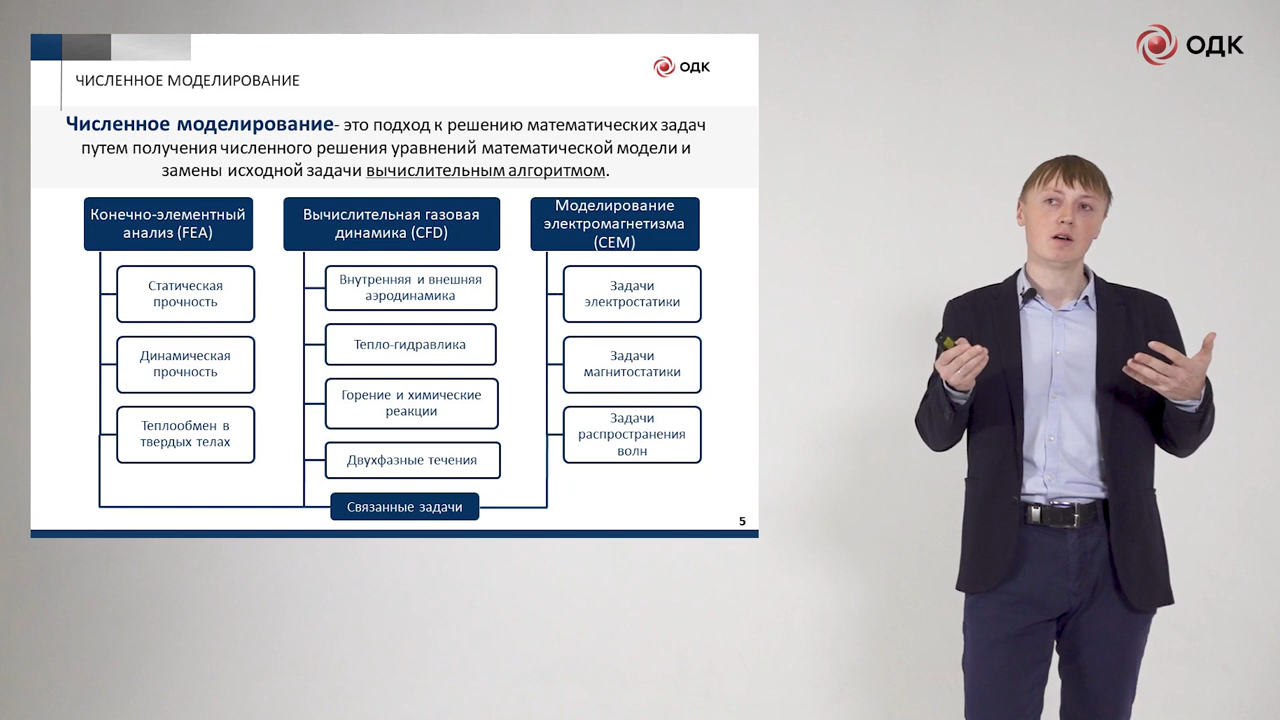 ОДК
ОДК
ЧИСЛЕННОЕ МОДЕЛИРОВАНИЕ
Численное моделирование- это подход к решению математических задач
путем получения численного решения уравнений математической модели и
замены исходной задачи вычислительным алгоритмом.
Конечно-элементный
анализ (FEA)
Статическая
прочность
Динамическая
прочность
Теплообмен в
твердых телах
Вычислительная газовая
динамика (CFD)
Внутренняя и внешняя
аэродинамика
Тепло-гидравлика
Горение и химические
реакции
Двухфазные течения
Моделирование
электромагнетизма
(CEM)
Задачи
электростатики
Задачи
магнитостатики
Задачи
распространения
волн
Связанные задачи
5